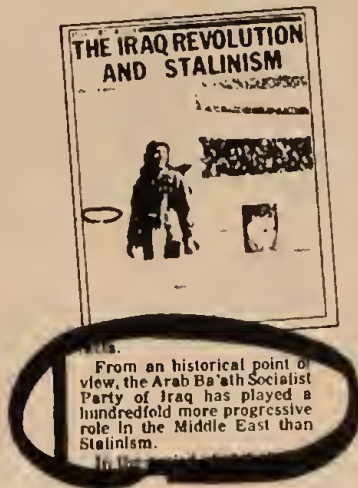 THE IRAQ REVOLUTION
AND STALINISM
From an historical point of
view, the Arab Ba'ath Socialist
Party of Iraq has played a
hundredfold more progressive
role in the Middle East than
Stalinism.